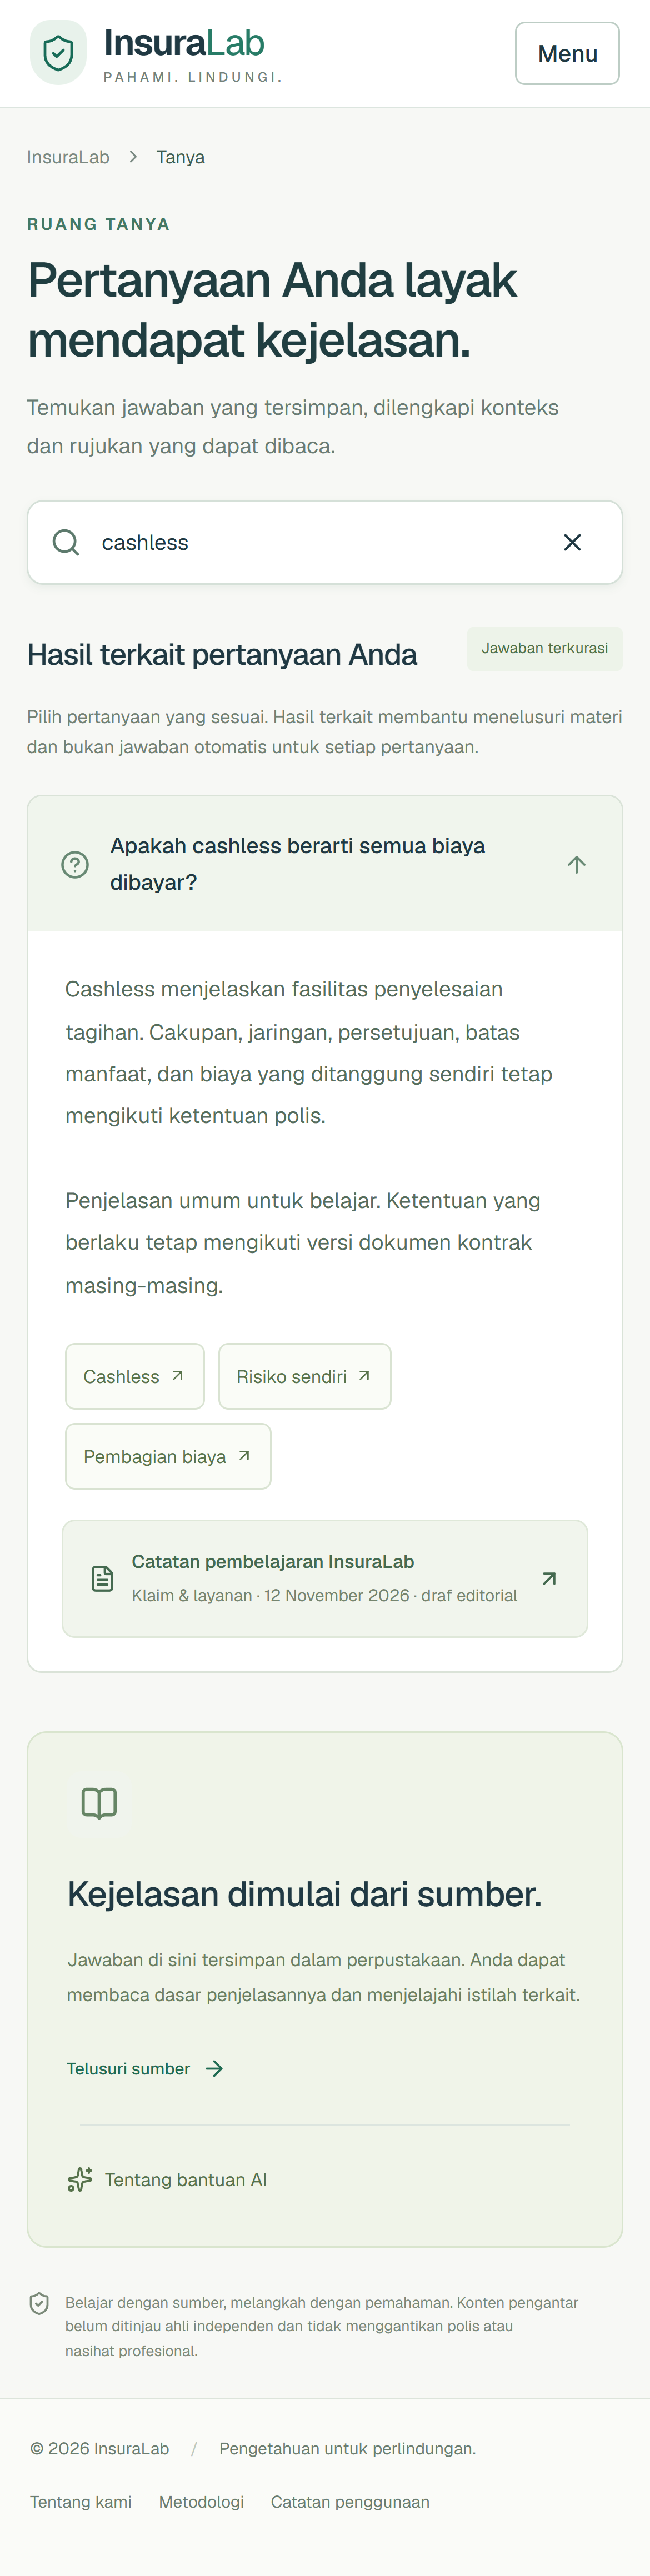 InsuraLab
PAHAMI. LINDUNGI.
Menu
InsuraLab > Tanya
RUANG TANYA
Pertanyaan Anda layak
mendapat kejelasan.
Temukan jawaban yang tersimpan, dilengkapi konteks
dan rujukan yang dapat dibaca.
cashless
Hasil terkait pertanyaan Anda
Jawaban terkurasi
Pilih pertanyaan yang sesuai. Hasil terkait membantu menelusuri materi
dan bukan jawaban otomatis untuk setiap pertanyaan.
Apakah cashless berarti semua biaya
dibayar?
Cashless menjelaskan fasilitas penyelesaian
tagihan. Cakupan, jaringan, persetujuan, batas
manfaat, dan biaya yang ditanggung sendiri tetap
mengikuti ketentuan polis.
Penjelasan umum untuk belajar. Ketentuan yang
berlaku tetap mengikuti versi dokumen kontrak
masing-masing.
Cashless
Risiko sendiri
Pembagian biaya
Catatan pembelajaran InsuraLab
Klaim & layanan · 12 November 2026 · draf editorial
Kejelasan dimulai dari sumber.
Jawaban di sini tersimpan dalam perpustakaan. Anda dapat
membaca dasar penjelasannya dan menjelajahi istilah terkait.
Telusuri sumber
Tentang bantuan AI
Belajar dengan sumber, melangkah dengan pemahaman. Konten pengantar
belum ditinjau ahli independen dan tidak menggantikan polis atau
nasihat profesional.
© 2026 InsuraLab / Pengetahuan untuk perlindungan.
Tentang kami Metodologi Catatan penggunaan